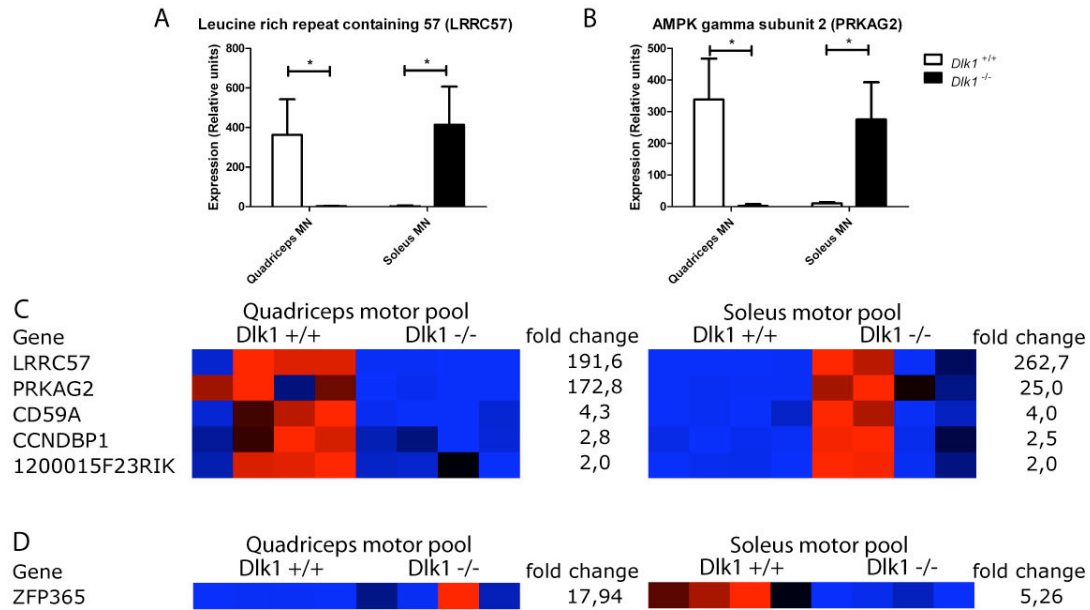 A
Leucine rich repeat containing 57 (LRRC57)
Expression (Relative units)
800
600
400
200
0
*
*
Quadriceps MN
Soleus MN
B
AMPK gamma subunit 2 (PRKAG2)
Expression (Relative units)
500
400
300
200
100
0
*
*
Quadriceps MN
Soleus MN
Dlk1 +/+
Dlk1 -/-
C
Quadriceps motor pool
Soleus motor pool
Gene Dlk1 +/+ Dlk1 -/- fold change Dlk1 +/+ Dlk1 -/- fold change
LRRC57 191,6 262,7
PRKAG2 172,8 25,0
CD59A 4,3 4,0
CCNDBP1 2,8 2,5
1200015F23RIK 2,0 2,0
D
Quadriceps motor pool
Soleus motor pool
Gene Dlk1 +/+ Dlk1 -/- fold change Dlk1 +/+ Dlk1 -/- fold change
ZFP365 17,94 5,26